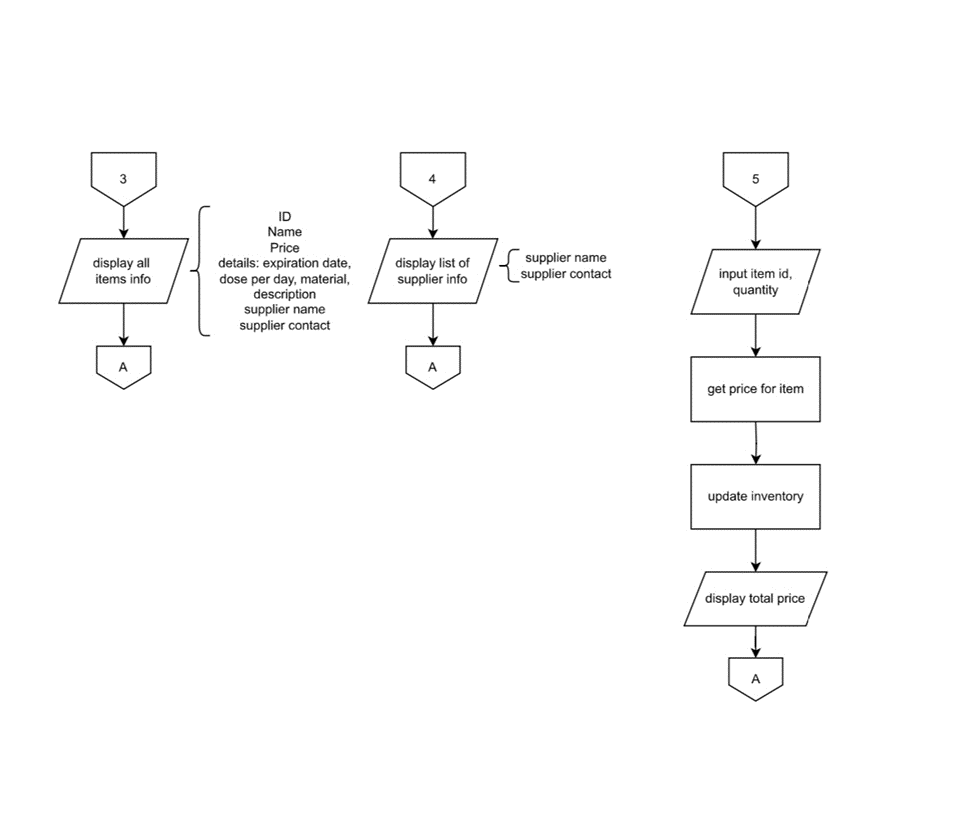 3
display all
items info
ID
Name
Price
details: expiration date,
dose per day, material,
description
supplier name
supplier contact
A
4
display list of
supplier info
supplier name
supplier contact
A
5
input item id,
quantity
get price for item
update inventory
display total price
A